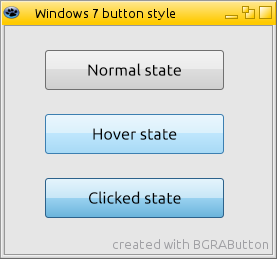 Windows 7 button style
Normal state
Hover state
Clicked state
created with BGRAButton